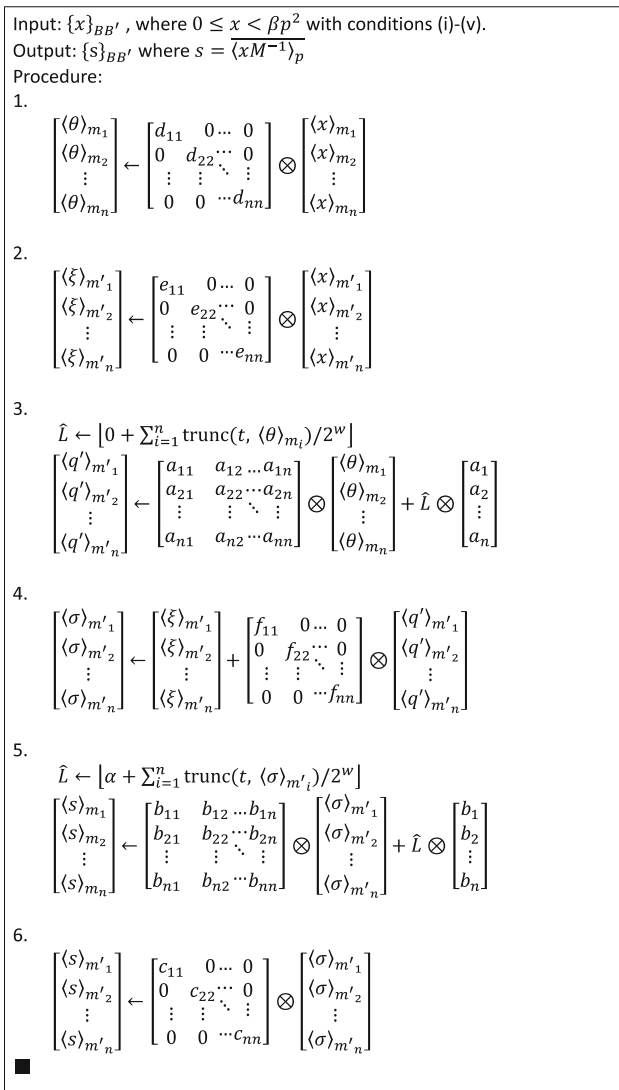 Input: {x}_{BB′} , where 0 ≤ x < βp² with conditions (i)-(v).
Output: {s}_{BB′} where s = \overline{⟨xM⁻¹⟩_p}
Procedure:
1.
[⟨θ⟩_{m_1} ⟨θ⟩_{m_2} ⋮ ⟨θ⟩_{m_n}] ← [d_{11} 0 … 0; 0 d_{22} ⋯ 0; ⋮ ⋮ ⋱ ⋮; 0 0 ⋯ d_{nn}] ⊗ [⟨x⟩_{m_1} ⟨x⟩_{m_2} ⋮ ⟨x⟩_{m_n}]
2.
[⟨ξ⟩_{m′_1} ⟨ξ⟩_{m′_2} ⋮ ⟨ξ⟩_{m′_n}] ← [e_{11} 0 … 0; 0 e_{22} ⋯ 0; ⋮ ⋮ ⋱ ⋮; 0 0 ⋯ e_{nn}] ⊗ [⟨x⟩_{m′_1} ⟨x⟩_{m′_2} ⋮ ⟨x⟩_{m′_n}]
3.
L̂ ← ⌊0 + ∑_{i=1}^{n} trunc(t, ⟨θ⟩_{m_i})/2^w⌋
[⟨q′⟩_{m′_1} ⟨q′⟩_{m′_2} ⋮ ⟨q′⟩_{m′_n}] ← [a_{11} a_{12} … a_{1n}; a_{21} a_{22} ⋯ a_{2n}; ⋮ ⋮ ⋱ ⋮; a_{n1} a_{n2} ⋯ a_{nn}] ⊗ [⟨θ⟩_{m_1} ⟨θ⟩_{m_2} ⋮ ⟨θ⟩_{m_n}] + L̂ ⊗ [a_1 a_2 ⋮ a_n]
4.
[⟨σ⟩_{m′_1} ⟨σ⟩_{m′_2} ⋮ ⟨σ⟩_{m′_n}] ← [⟨ξ⟩_{m′_1} ⟨ξ⟩_{m′_2} ⋮ ⟨ξ⟩_{m′_n}] + [f_{11} 0 … 0; 0 f_{22} ⋯ 0; ⋮ ⋮ ⋱ ⋮; 0 0 ⋯ f_{nn}] ⊗ [⟨q′⟩_{m′_1} ⟨q′⟩_{m′_2} ⋮ ⟨q′⟩_{m′_n}]
5.
L̂ ← ⌊α + ∑_{i=1}^{n} trunc(t, ⟨σ⟩_{m′_i})/2^w⌋
[⟨s⟩_{m_1} ⟨s⟩_{m_2} ⋮ ⟨s⟩_{m_n}] ← [b_{11} b_{12} … b_{1n}; b_{21} b_{22} ⋯ b_{2n}; ⋮ ⋮ ⋱ ⋮; b_{n1} b_{n2} ⋯ b_{nn}] ⊗ [⟨σ⟩_{m′_1} ⟨σ⟩_{m′_2} ⋮ ⟨σ⟩_{m′_n}] + L̂ ⊗ [b_1 b_2 ⋮ b_n]
6.
[⟨s⟩_{m′_1} ⟨s⟩_{m′_2} ⋮ ⟨s⟩_{m′_n}] ← [c_{11} 0 … 0; 0 c_{22} ⋯ 0; ⋮ ⋮ ⋱ ⋮; 0 0 ⋯ c_{nn}] ⊗ [⟨σ⟩_{m′_1} ⟨σ⟩_{m′_2} ⋮ ⟨σ⟩_{m′_n}]
■